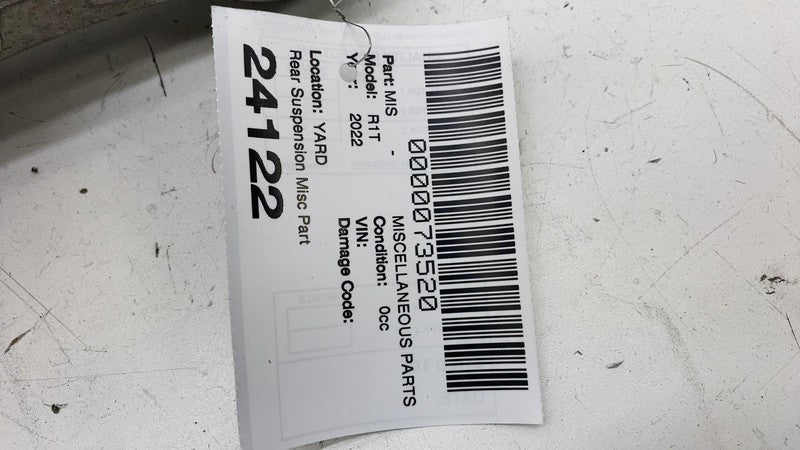 0000073520
Part: MIS - MISCELLANEOUS PARTS
Model: R1T Condition: 0cc
Year: 2022 VIN:
Damage Code:
Location: YARD
Rear Suspension Misc Part
24122